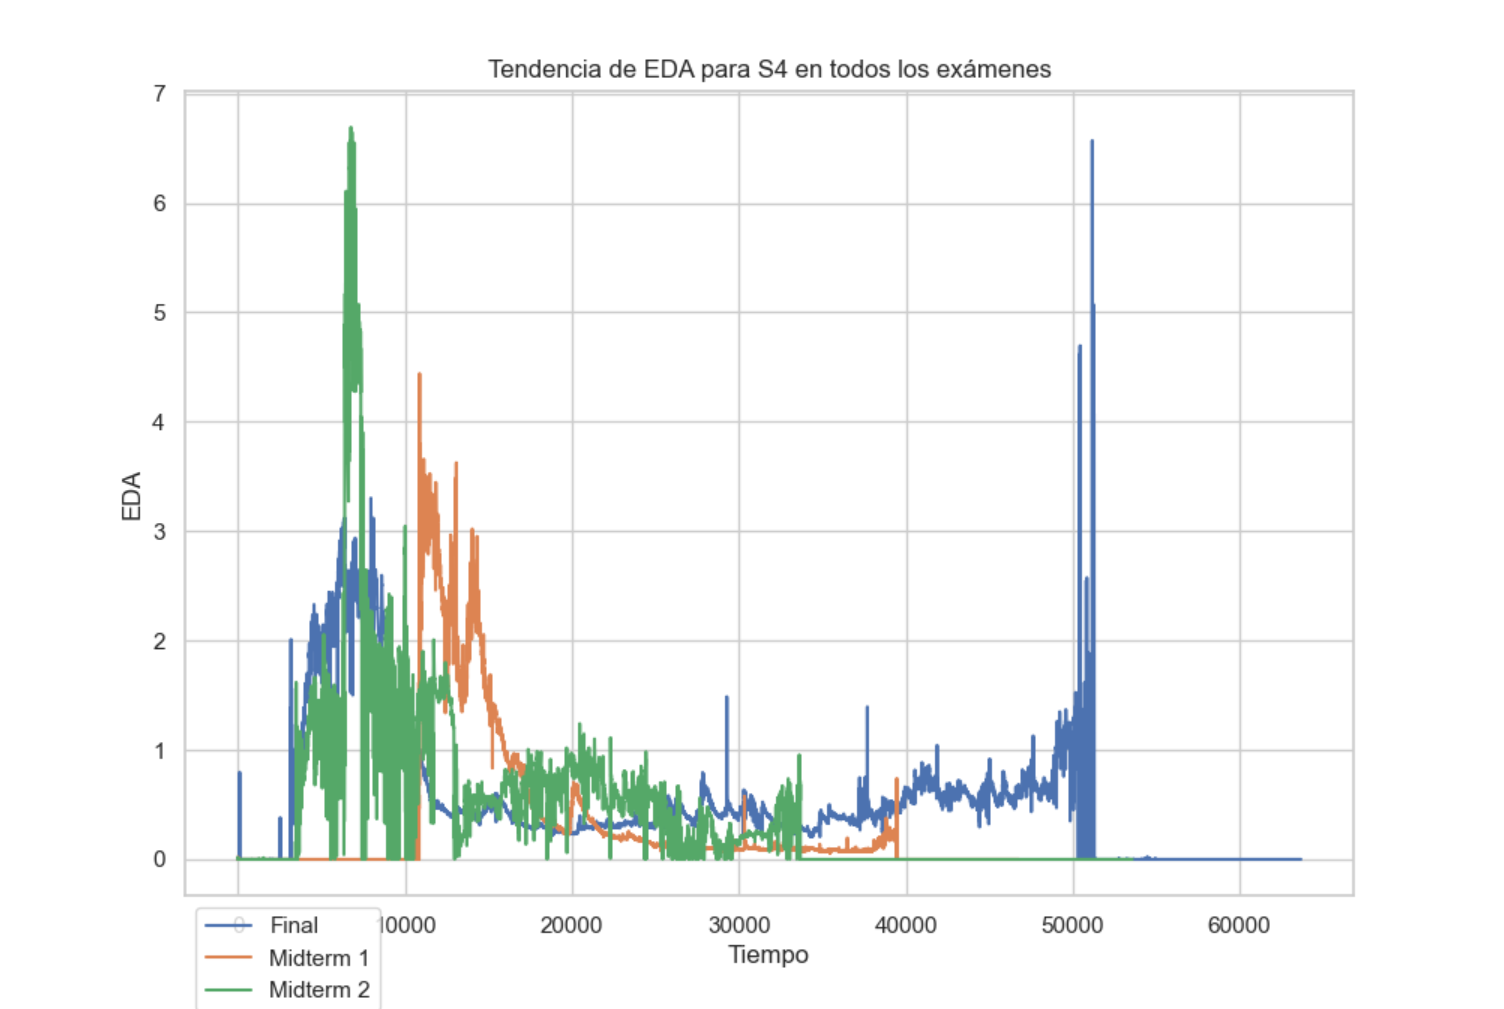 Tendencia de EDA para S4 en todos los exámenes
7
6
5
4
3
2
1
0
EDA
0 10000 20000 30000 40000 50000 60000
Tiempo
Final
Midterm 1
Midterm 2